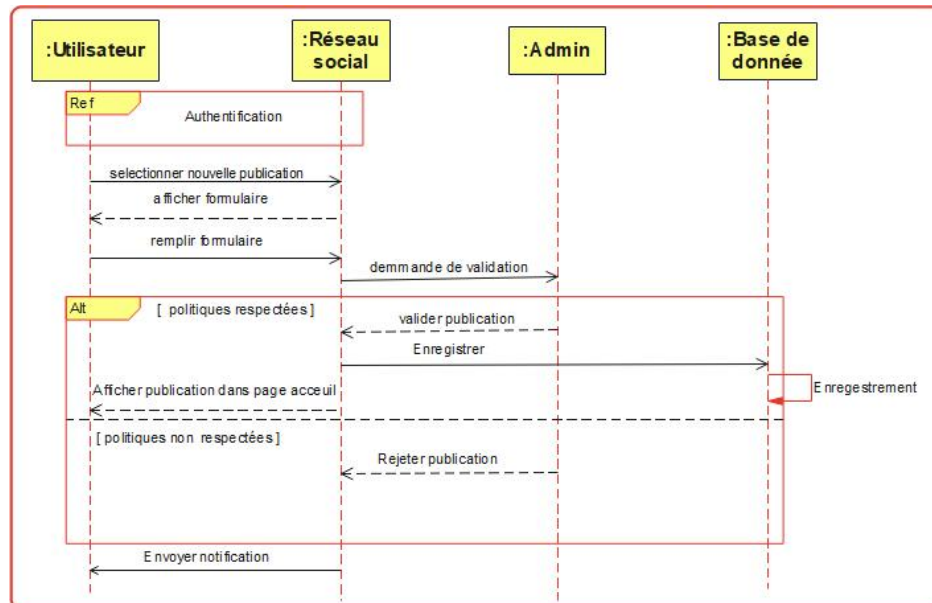 :Utilisateur
:Réseau
social
:Admin
:Base de
donnée
Ref
Authentification
selectionner nouvelle publication
afficher formulaire
remplir formulaire
demmande de validation
Alt
[ politiques respectées ]
valider publication
Enregistrer
Enregestrement
Afficher publication dans page acceuil
[ politiques non respectées ]
Rejeter publication
Envoyer notification